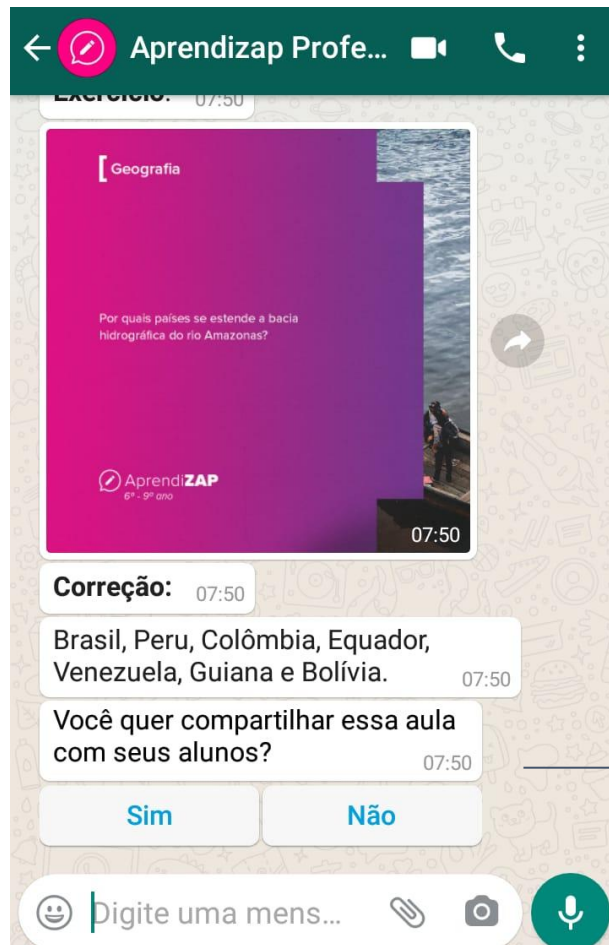 Aprendizap Profe...
Exercício: 07:50
Geografia
Por quais países se estende a bacia
hidrográfica do rio Amazonas?
AprendiZAP
6º - 9º ano
07:50
Correção: 07:50
Brasil, Peru, Colômbia, Equador,
Venezuela, Guiana e Bolívia. 07:50
Você quer compartilhar essa aula
com seus alunos? 07:50
Sim Não
Digite uma mens...